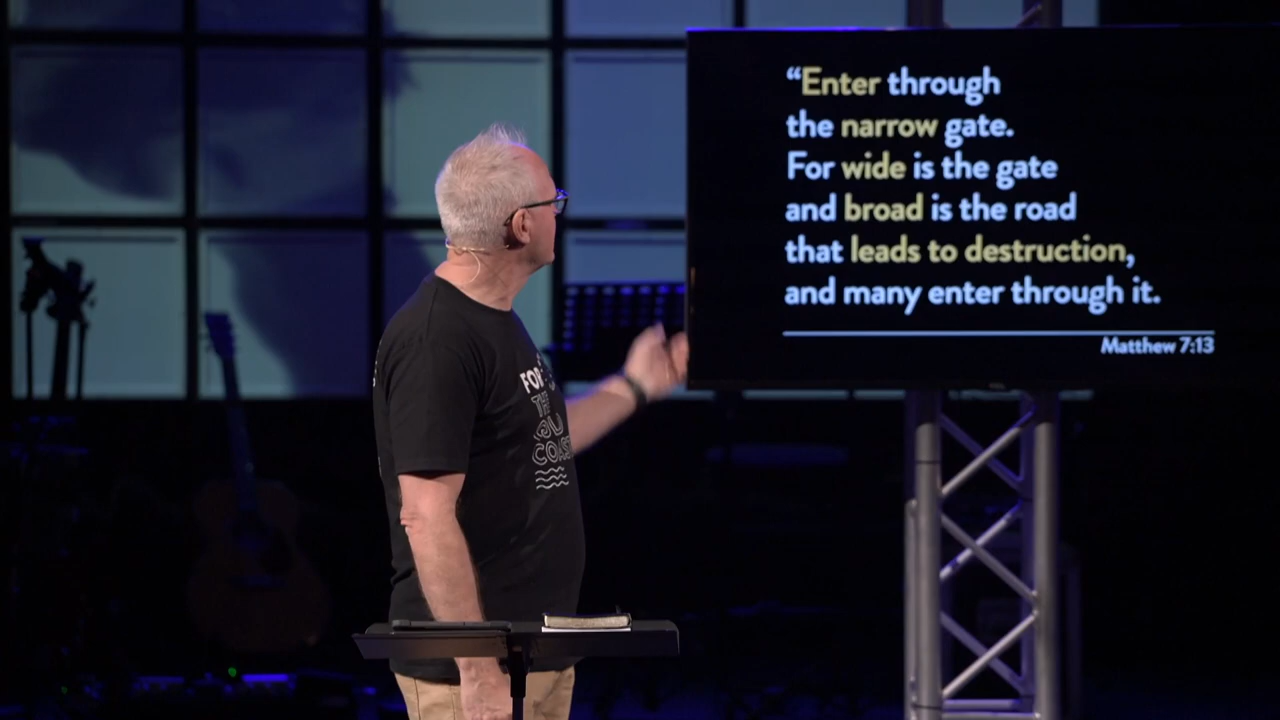 “Enter through
the narrow gate.
For wide is the gate
and broad is the road
that leads to destruction,
and many enter through it.
Matthew 7:13
FOR